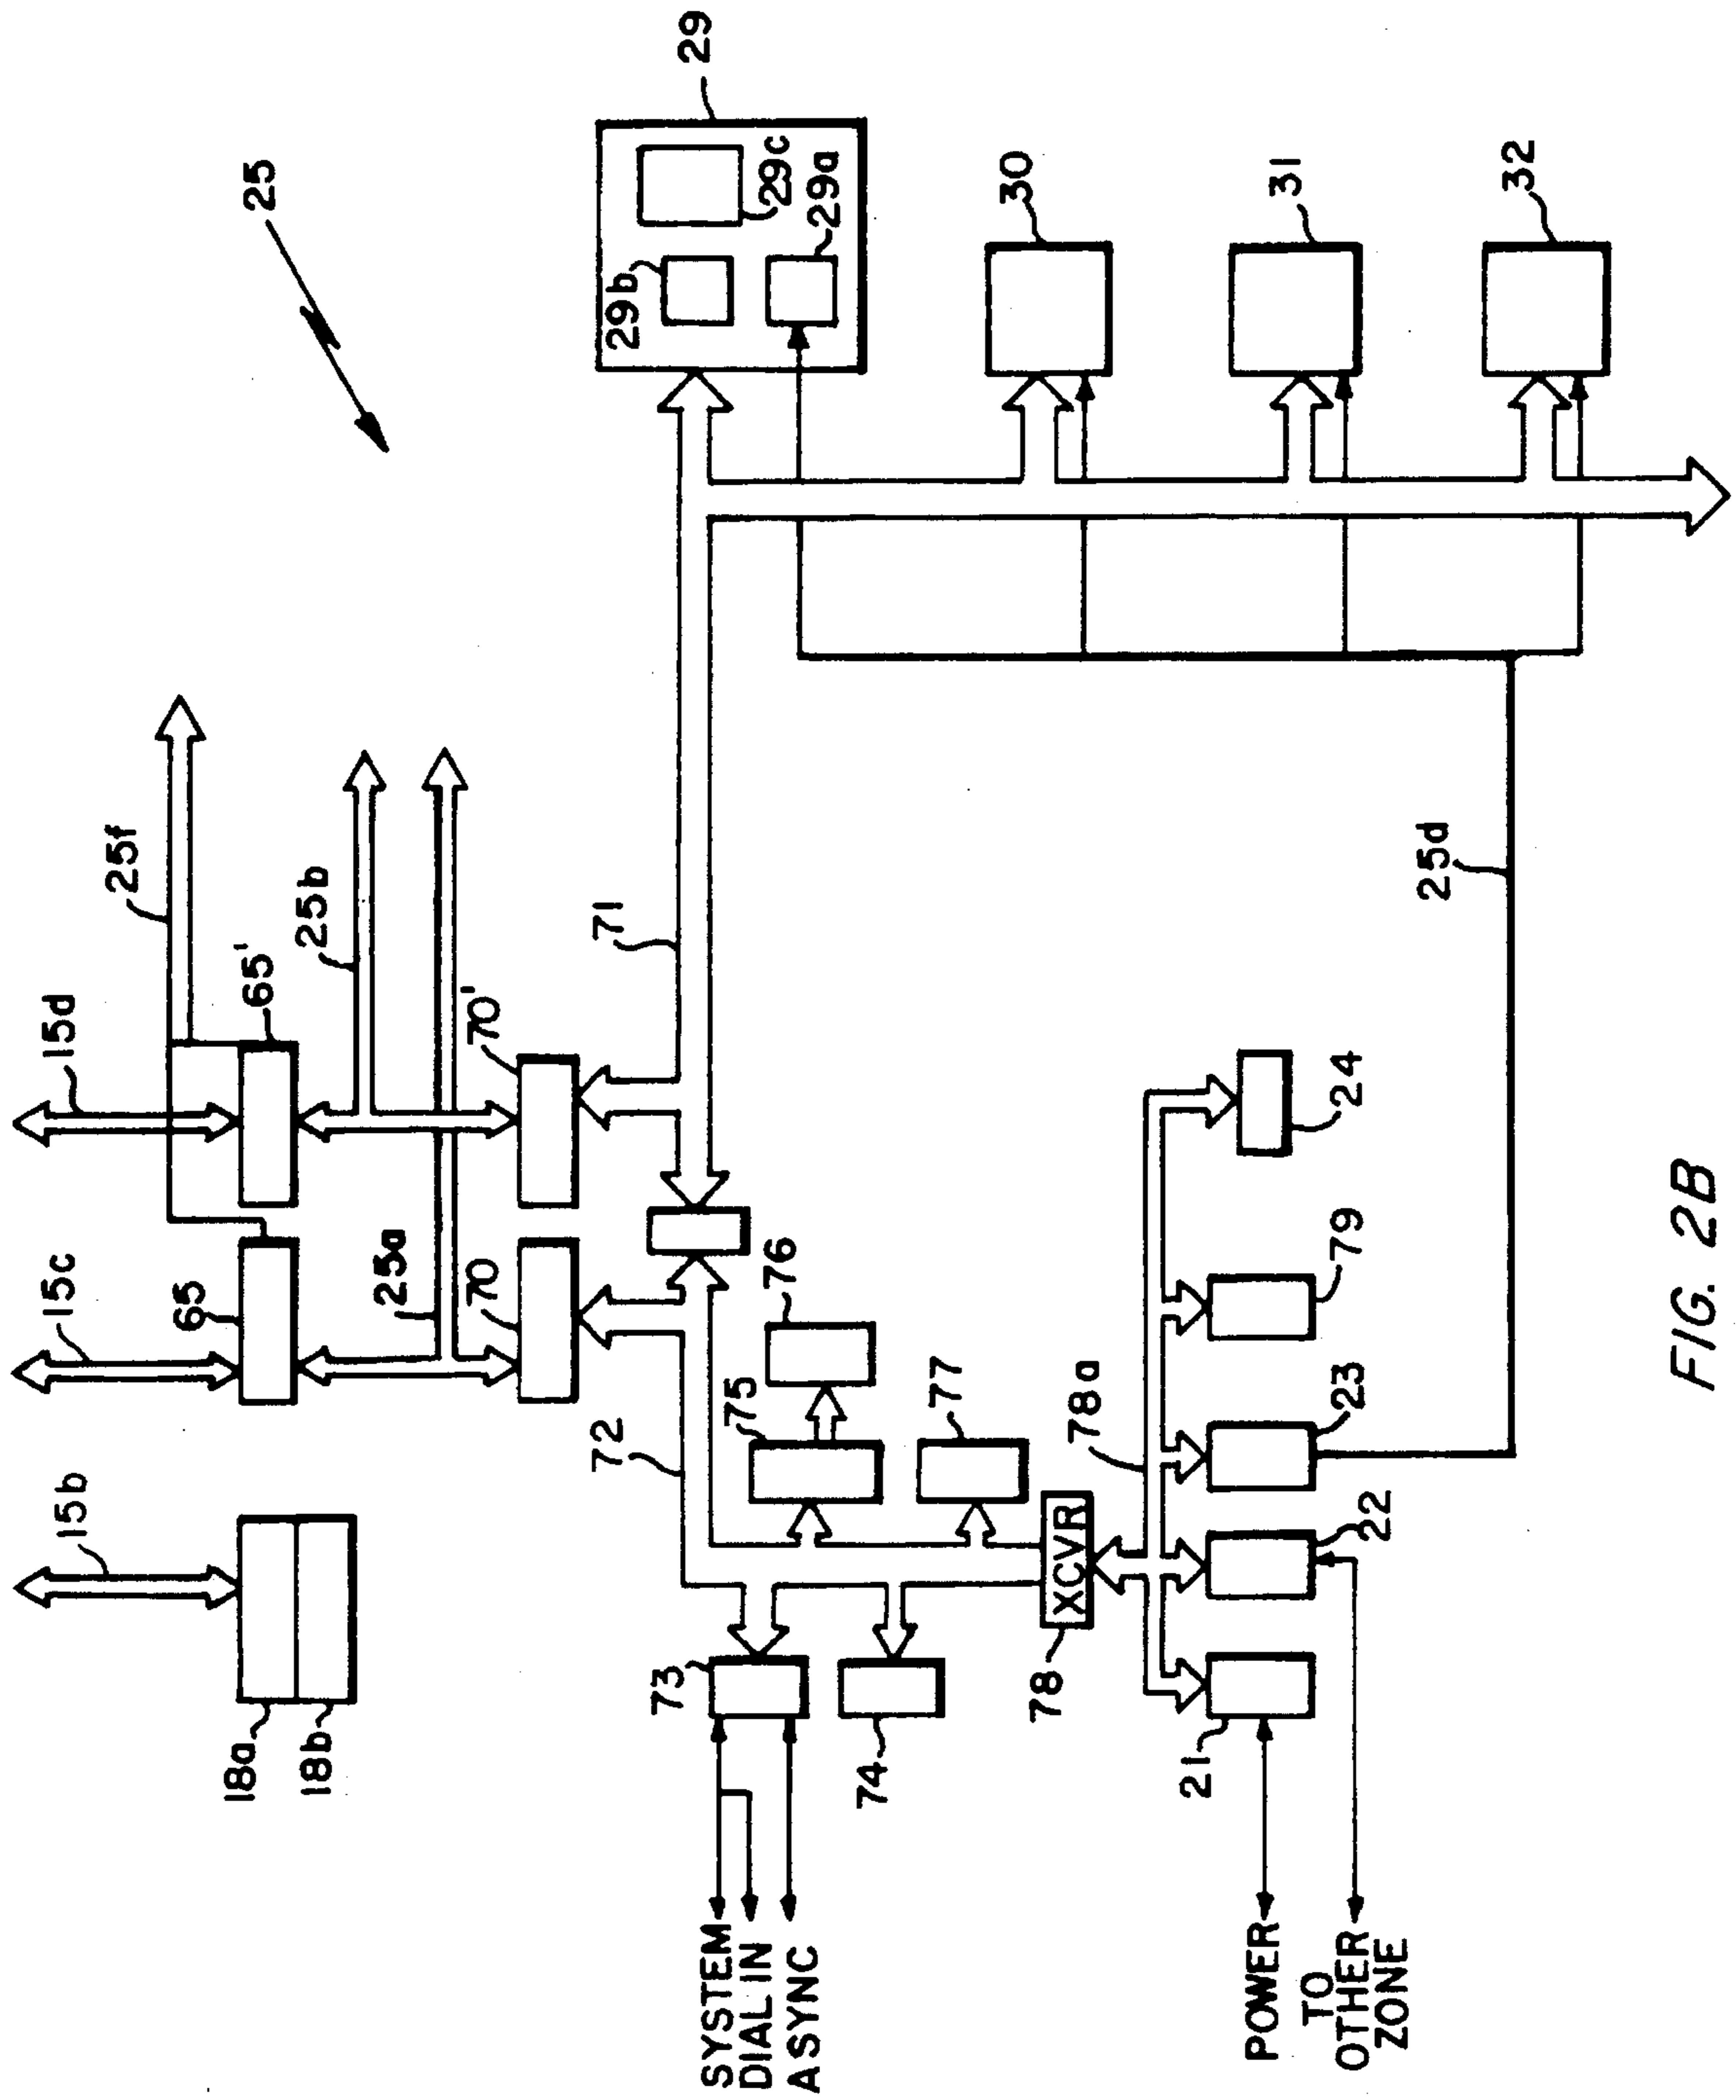 25
29
29c
29b
29a
30
31
32
25f
25b
15d
65'
70'
71
25d
15c
65
25a
70
76
75
77
72
24
79
78a
23
22
15b
18a
18b
73
74
XCVR
78
21
SYSTEM
DIAL IN
ASYNC
POWER
TO
OTHER
ZONE
FIG. 2B